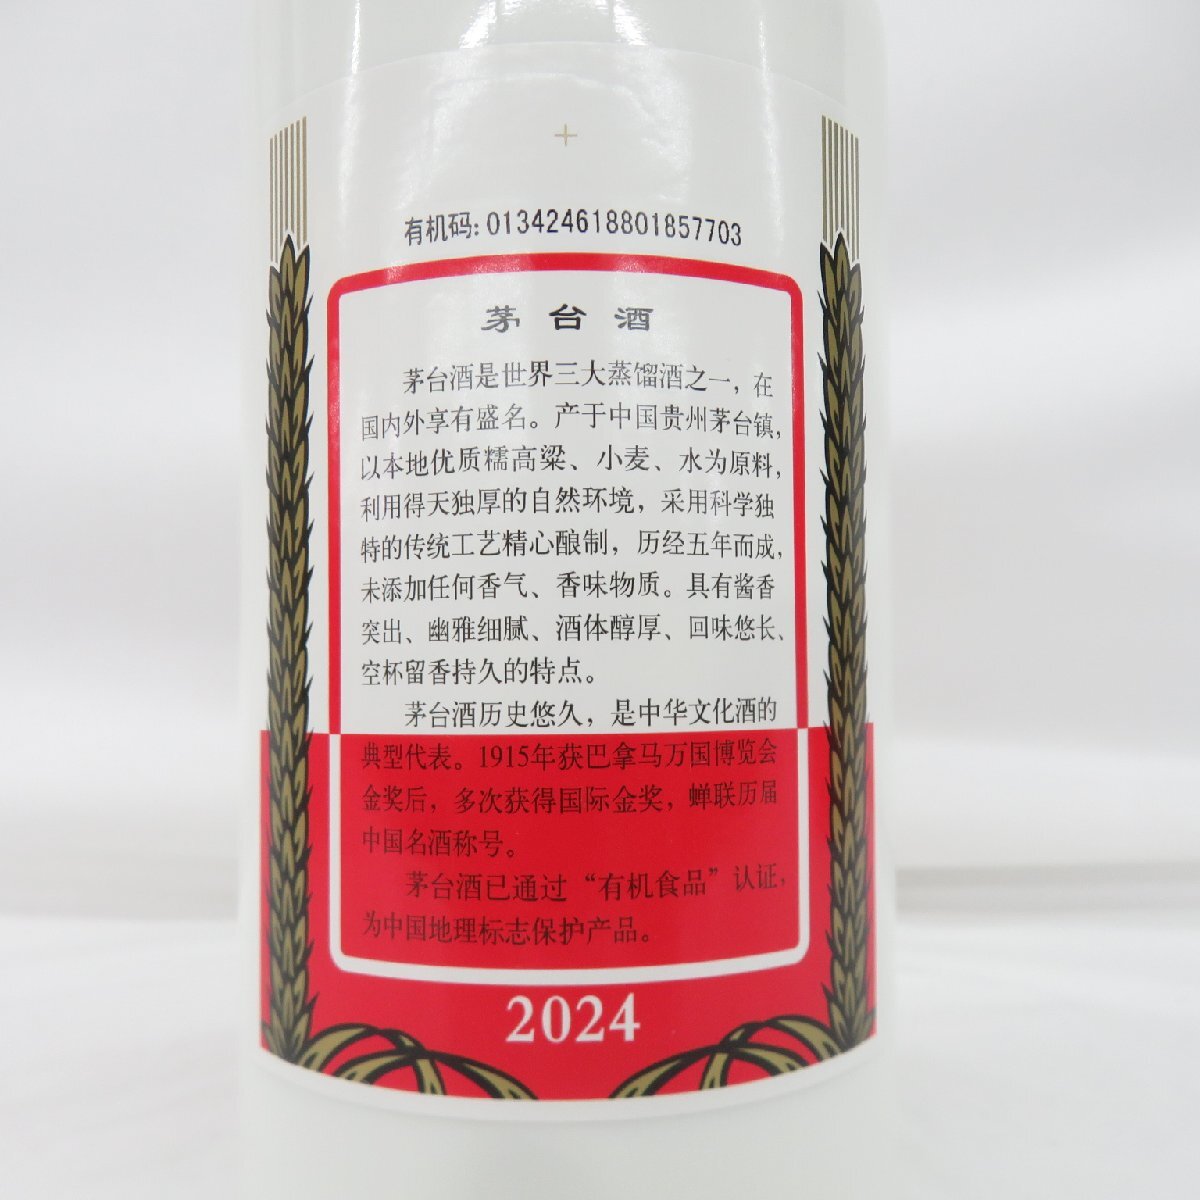 有机码:013424618801857703
茅台酒
茅台酒是世界三大蒸馏酒之一，在
国内外享有盛名。产于中国贵州茅台镇，
以本地优质糯高粱、小麦、水为原料，
利用得天独厚的自然环境，采用科学独
特的传统工艺精心酿制，历经五年而成，
未添加任何香气、香味物质。具有酱香
突出、幽雅细腻、酒体醇厚、回味悠长、
空杯留香持久的特点。
茅台酒历史悠久，是中华文化酒的
典型代表。1915年获巴拿马万国博览会
金奖后，多次获得国际金奖，蝉联历届
中国名酒称号。
茅台酒已通过“有机食品”认证，
为中国地理标志保护产品。
2024